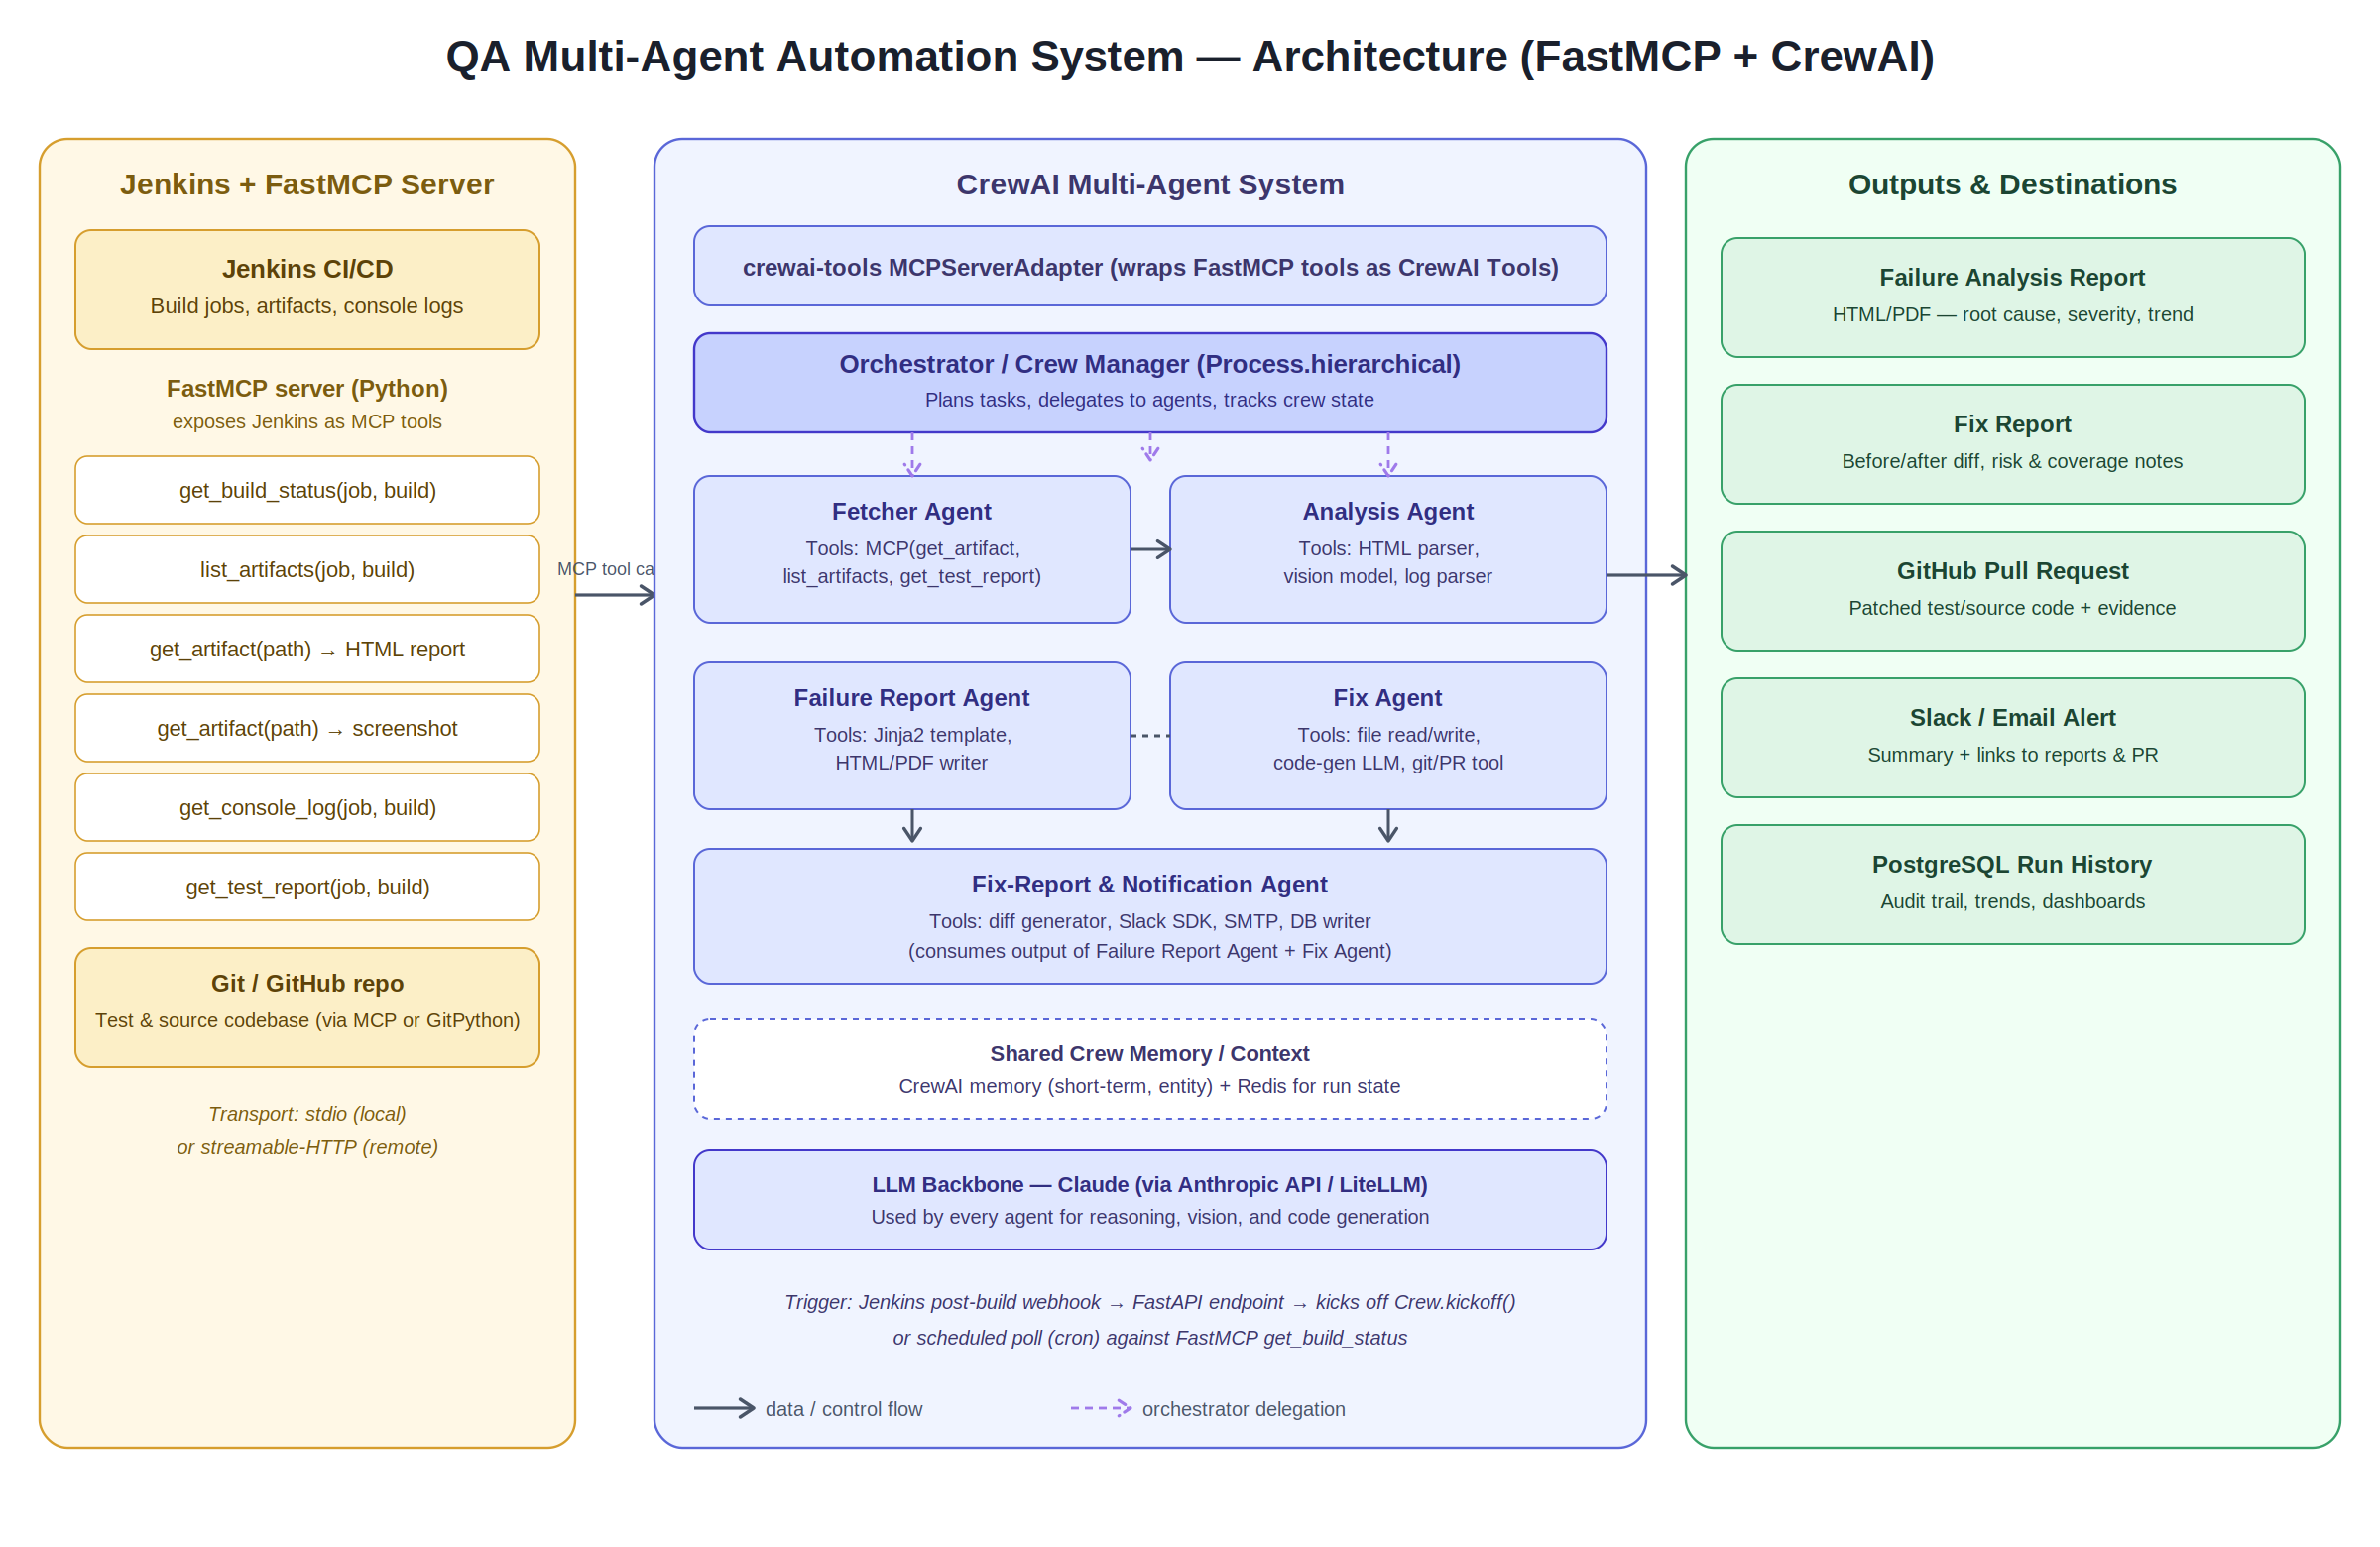 QA Multi-Agent Automation System — Architecture (FastMCP + CrewAI)
Jenkins + FastMCP Server
Jenkins CI/CD
Build jobs, artifacts, console logs
FastMCP server (Python)
exposes Jenkins as MCP tools
get_build_status(job, build)
list_artifacts(job, build)
get_artifact(path) → HTML report
get_artifact(path) → screenshot
get_console_log(job, build)
get_test_report(job, build)
Git / GitHub repo
Test & source codebase (via MCP or GitPython)
Transport: stdio (local)
or streamable-HTTP (remote)
MCP tool ca
CrewAI Multi-Agent System
crewai-tools MCPServerAdapter (wraps FastMCP tools as CrewAI Tools)
Orchestrator / Crew Manager (Process.hierarchical)
Plans tasks, delegates to agents, tracks crew state
Fetcher Agent
Tools: MCP(get_artifact,
list_artifacts, get_test_report)
Analysis Agent
Tools: HTML parser,
vision model, log parser
Failure Report Agent
Tools: Jinja2 template,
HTML/PDF writer
Fix Agent
Tools: file read/write,
code-gen LLM, git/PR tool
Fix-Report & Notification Agent
Tools: diff generator, Slack SDK, SMTP, DB writer
(consumes output of Failure Report Agent + Fix Agent)
Shared Crew Memory / Context
CrewAI memory (short-term, entity) + Redis for run state
LLM Backbone — Claude (via Anthropic API / LiteLLM)
Used by every agent for reasoning, vision, and code generation
Trigger: Jenkins post-build webhook → FastAPI endpoint → kicks off Crew.kickoff()
or scheduled poll (cron) against FastMCP get_build_status
data / control flow
orchestrator delegation
Outputs & Destinations
Failure Analysis Report
HTML/PDF — root cause, severity, trend
Fix Report
Before/after diff, risk & coverage notes
GitHub Pull Request
Patched test/source code + evidence
Slack / Email Alert
Summary + links to reports & PR
PostgreSQL Run History
Audit trail, trends, dashboards